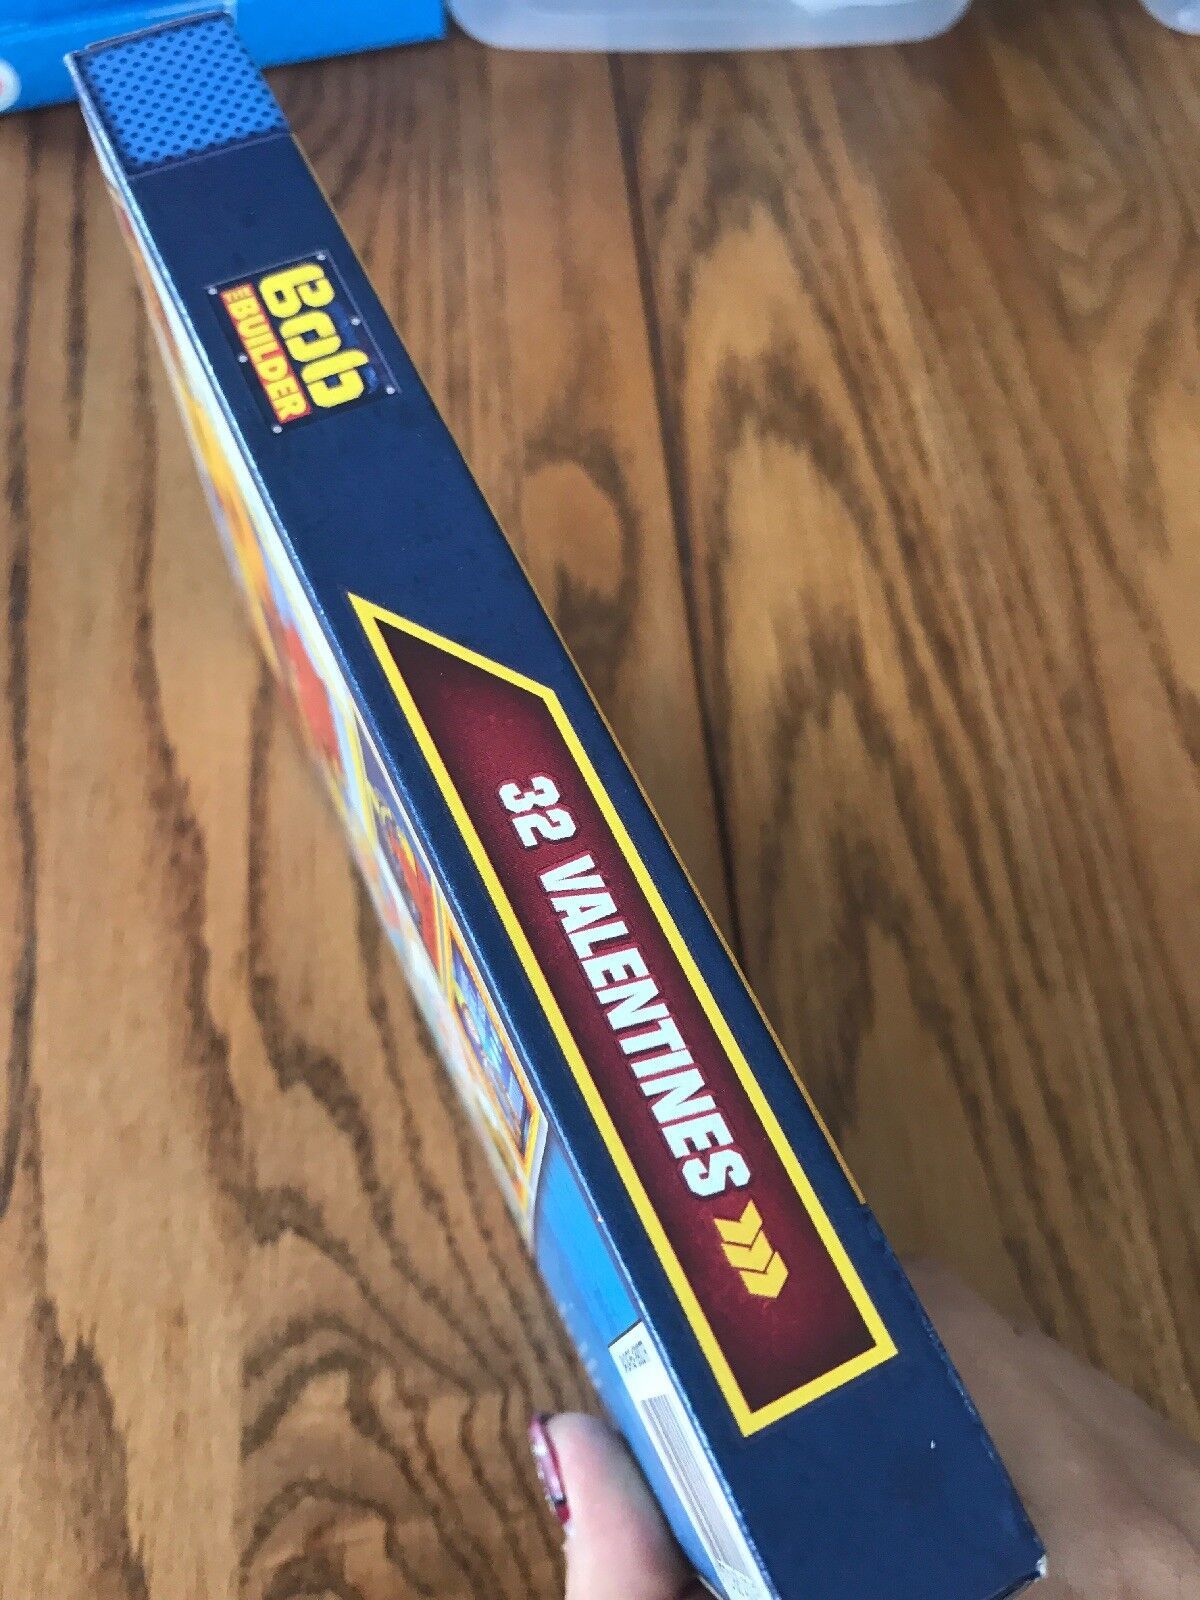 Bob
THE BUILDER
32 VALENTINES